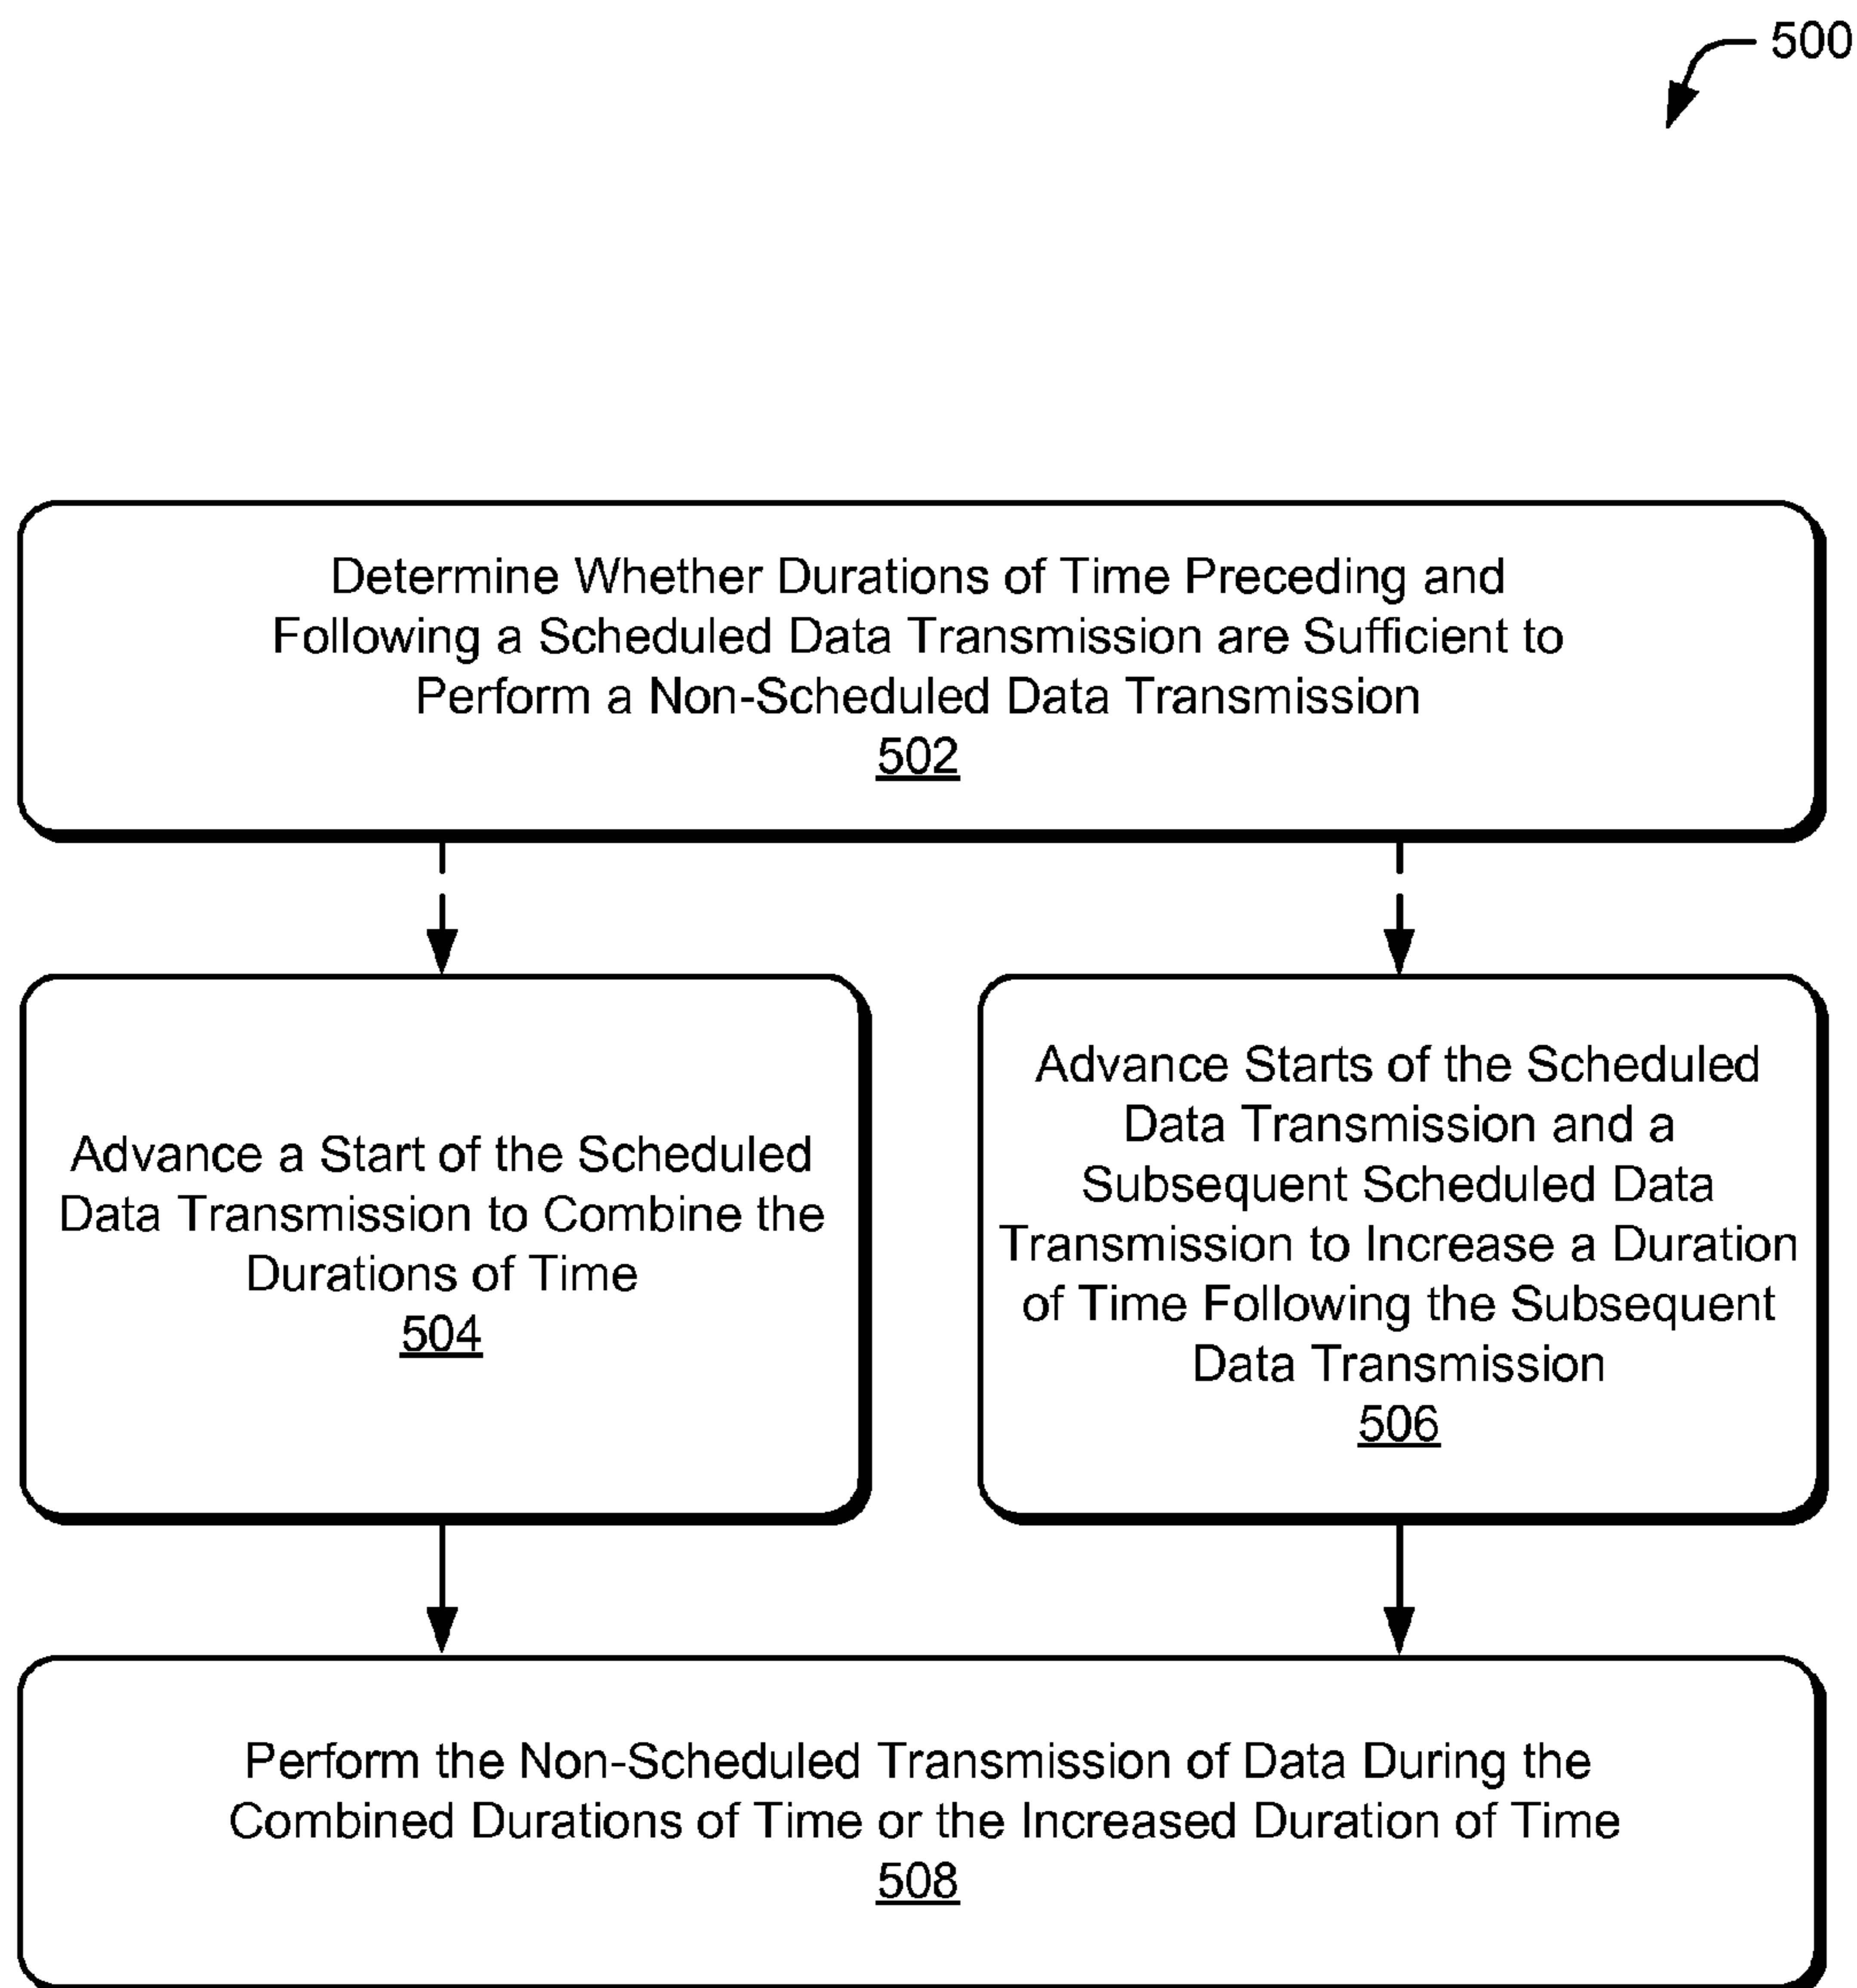 500
Determine Whether Durations of Time Preceding and
Following a Scheduled Data Transmission are Sufficient to
Perform a Non-Scheduled Data Transmission
502
Advance a Start of the Scheduled
Data Transmission to Combine the
Durations of Time
504
Advance Starts of the Scheduled
Data Transmission and a
Subsequent Scheduled Data
Transmission to Increase a Duration
of Time Following the Subsequent
Data Transmission
506
Perform the Non-Scheduled Transmission of Data During the
Combined Durations of Time or the Increased Duration of Time
508